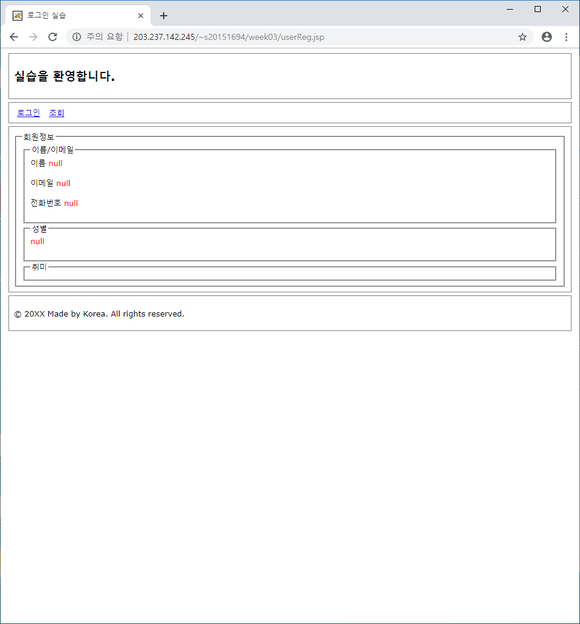 로그인 실습
주의 요함 | 203.237.142.245/~s20151694/week03/userReg.jsp
실습을 환영합니다.
로그인 조회
회원정보
이름/이메일
이름 null
이메일 null
전화번호 null
성별
null
취미
© 20XX Made by Korea. All rights reserved.